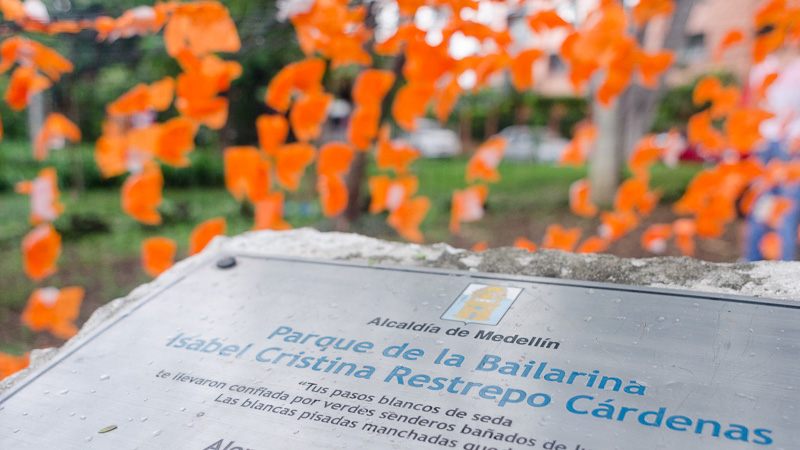 Alcaldía de Medellín
Parque de la Bailarina
Isabel Cristina Restrepo Cárdenas
"Tus pasos blancos de seda
te llevaron confiada por verdes senderos bañados de
Las blancas pisadas manchadas que